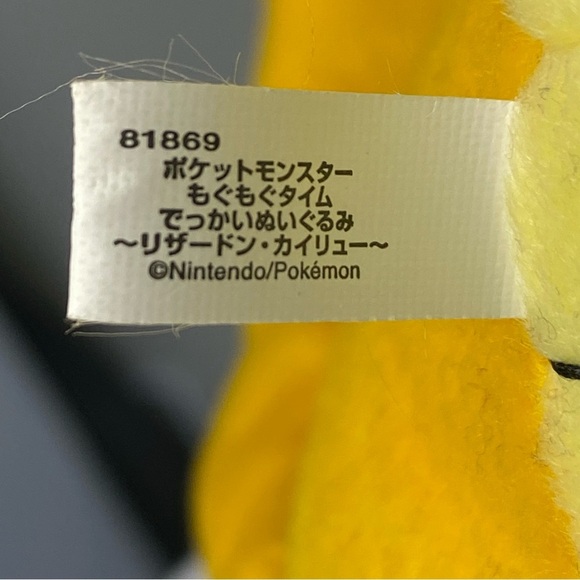 81869
ポケットモンスター
もぐもぐタイム
でっかいぬいぐるみ
～リザードン・カイリュー～
©Nintendo/Pokémon